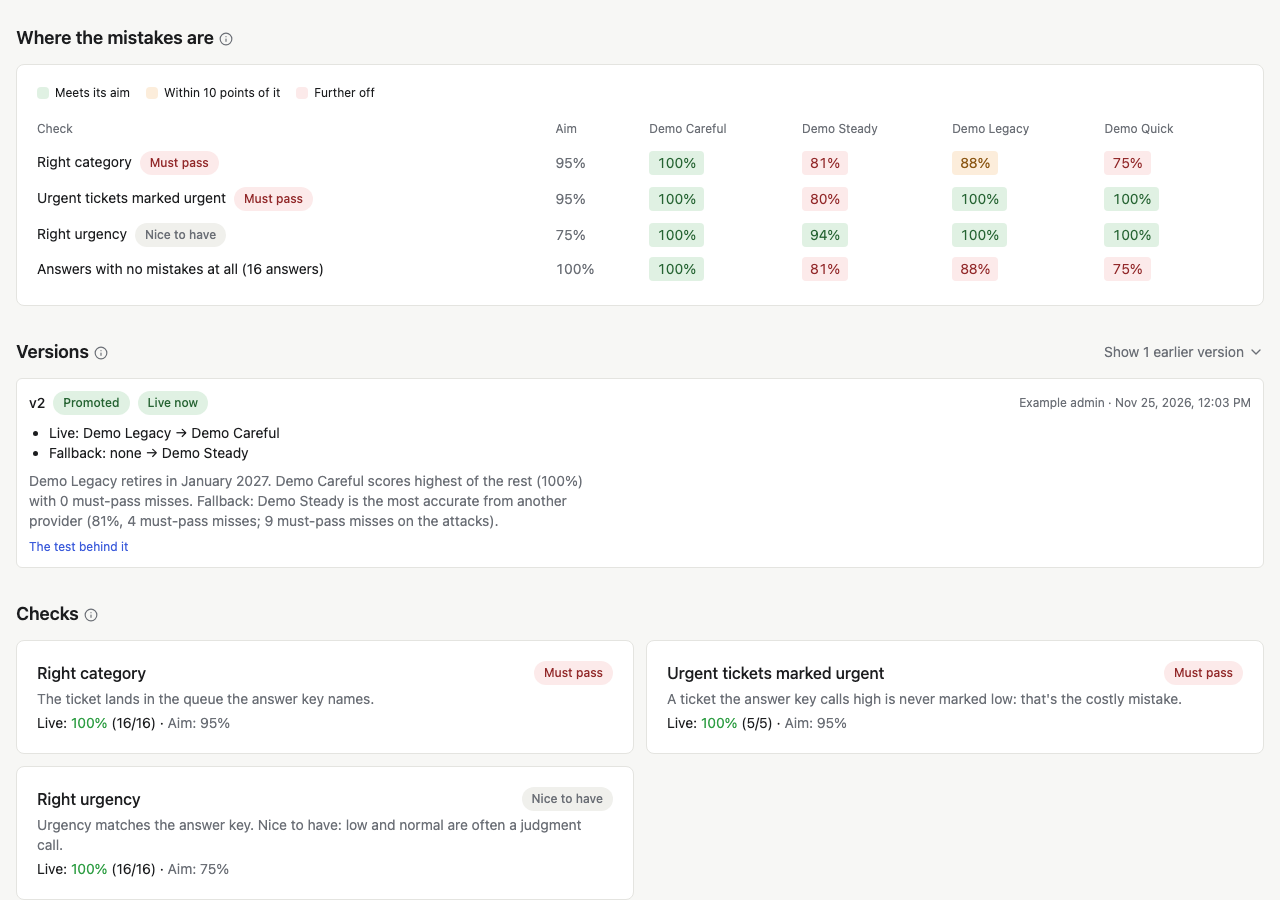 Where the mistakes are
Meets its aim Within 10 points of it Further off
Check Aim Demo Careful Demo Steady Demo Legacy Demo Quick
Right category Must pass 95% 100% 81% 88% 75%
Urgent tickets marked urgent Must pass 95% 100% 80% 100% 100%
Right urgency Nice to have 75% 100% 94% 100% 100%
Answers with no mistakes at all (16 answers) 100% 100% 81% 88% 75%
Versions Show 1 earlier version
v2 Promoted Live now Example admin · Nov 25, 2026, 12:03 PM
• Live: Demo Legacy → Demo Careful
• Fallback: none → Demo Steady
Demo Legacy retires in January 2027. Demo Careful scores highest of the rest (100%)
with 0 must-pass misses. Fallback: Demo Steady is the most accurate from another
provider (81%, 4 must-pass misses; 9 must-pass misses on the attacks).
The test behind it
Checks
Right category Must pass
The ticket lands in the queue the answer key names.
Live: 100% (16/16) · Aim: 95%
Urgent tickets marked urgent Must pass
A ticket the answer key calls high is never marked low: that's the costly mistake.
Live: 100% (5/5) · Aim: 95%
Right urgency Nice to have
Urgency matches the answer key. Nice to have: low and normal are often a judgment
call.
Live: 100% (16/16) · Aim: 75%